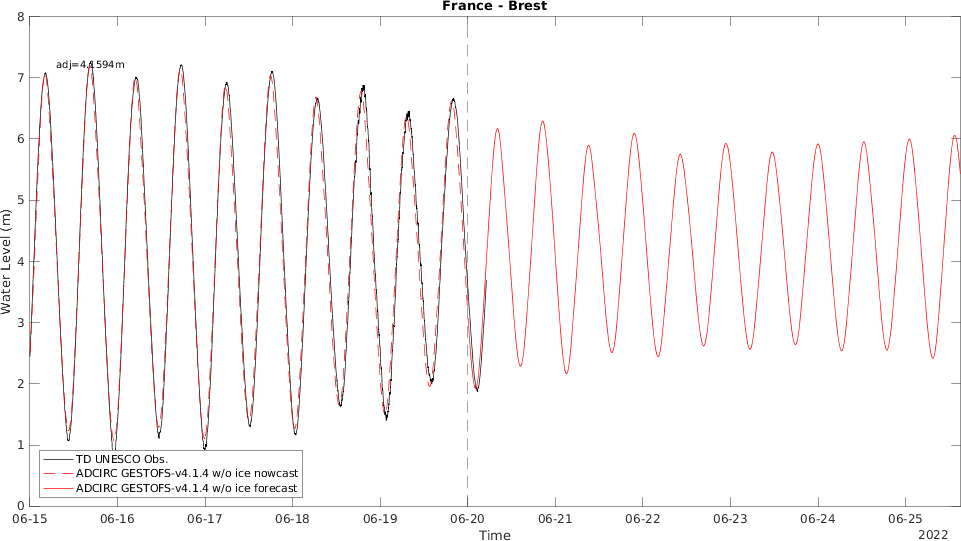 France - Brest
8
7
6
5
4
3
2
1
0
Water Level (m)
adj=4.1594m
TD UNESCO Obs.
ADCIRC GESTOFS-v4.1.4 w/o ice nowcast
ADCIRC GESTOFS-v4.1.4 w/o ice forecast
06-15 06-16 06-17 06-18 06-19 06-20 06-21 06-22 06-23 06-24 06-25
Time
2022